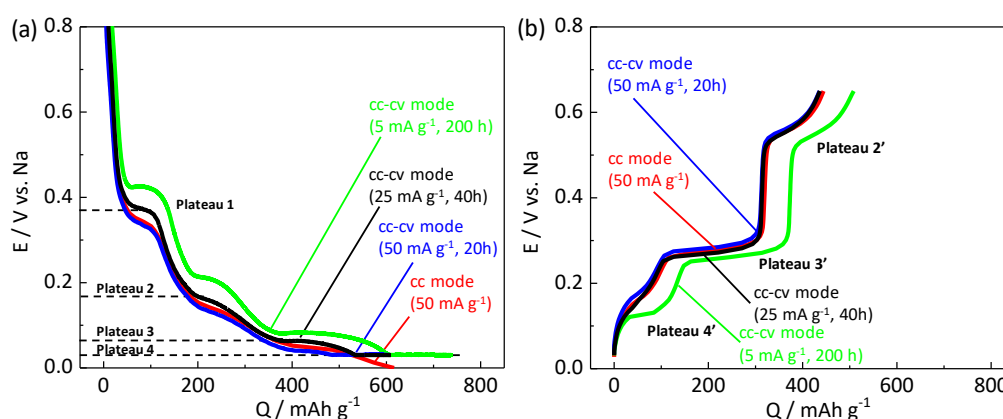 (a)
0.8
0.6
0.4
0.2
0.0
E / V vs. Na
0
200
400
600
800
Q / mAh g⁻¹
cc-cv mode
(5 mA g⁻¹, 200 h)
cc-cv mode
(25 mA g⁻¹, 40h)
cc-cv mode
(50 mA g⁻¹, 20h)
cc mode
(50 mA g⁻¹)
Plateau 1
Plateau 2
Plateau 3
Plateau 4
(b)
0.8
0.6
0.4
0.2
0.0
E / V vs. Na
0
200
400
600
800
Q / mAh g⁻¹
cc-cv mode
(50 mA g⁻¹, 20h)
cc mode
(50 mA g⁻¹)
Plateau 2’
Plateau 3’
cc-cv mode
(25 mA g⁻¹, 40h)
Plateau 4’
cc-cv mode
(5 mA g⁻¹, 200 h)